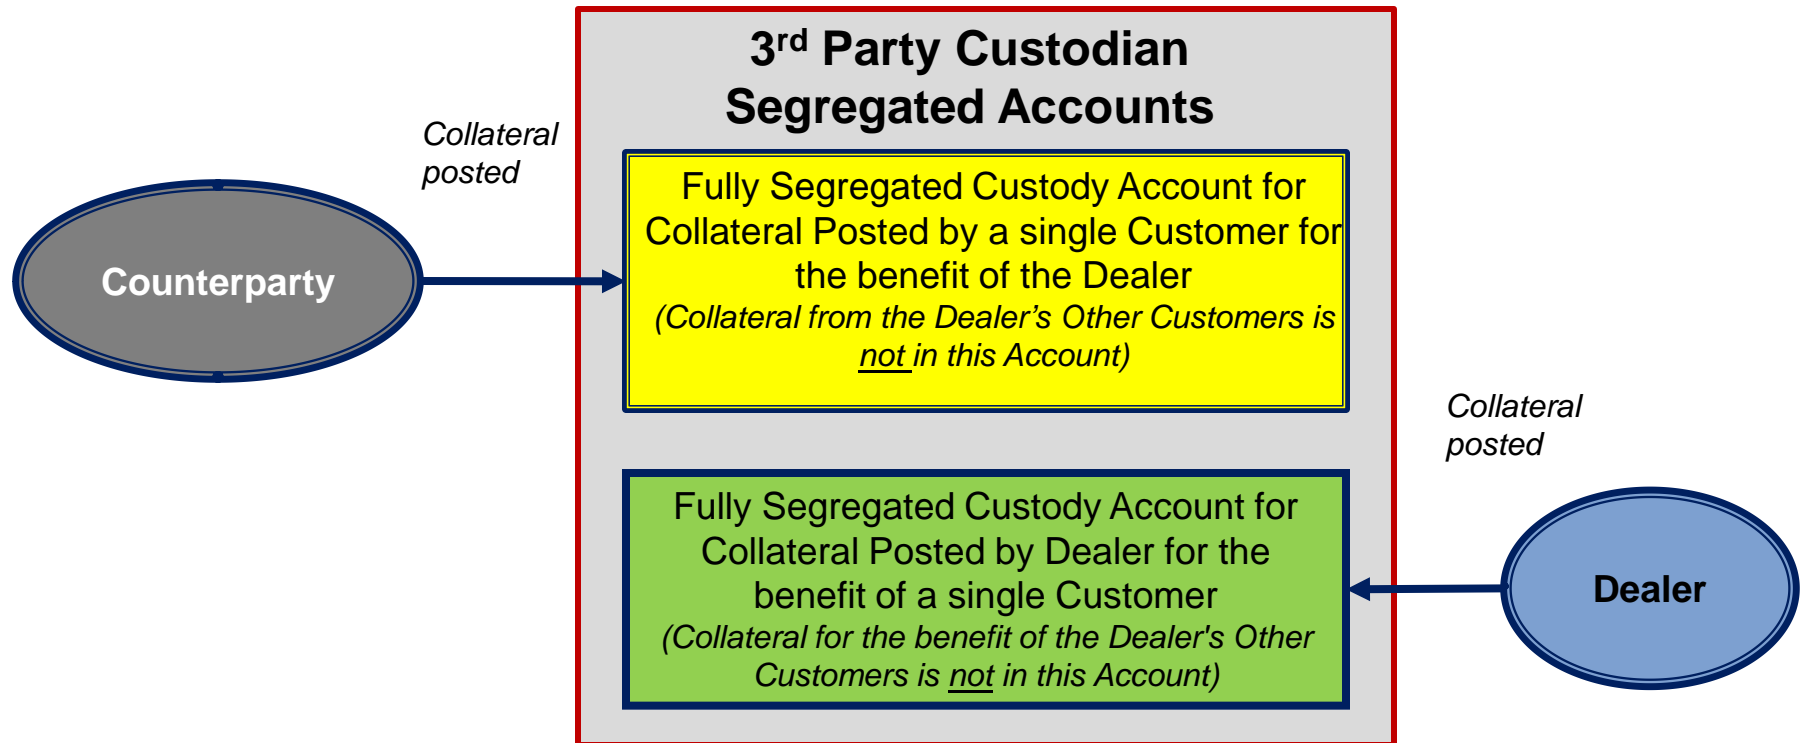 3rd Party Custodian
Segregated Accounts
Collateral
posted
Counterparty
Fully Segregated Custody Account for
Collateral Posted by a single Customer for
the benefit of the Dealer
(Collateral from the Dealer’s Other Customers is
not in this Account)
Collateral
posted
Fully Segregated Custody Account for
Collateral Posted by Dealer for the
benefit of a single Customer
(Collateral for the benefit of the Dealer's Other
Customers is not in this Account)
Dealer